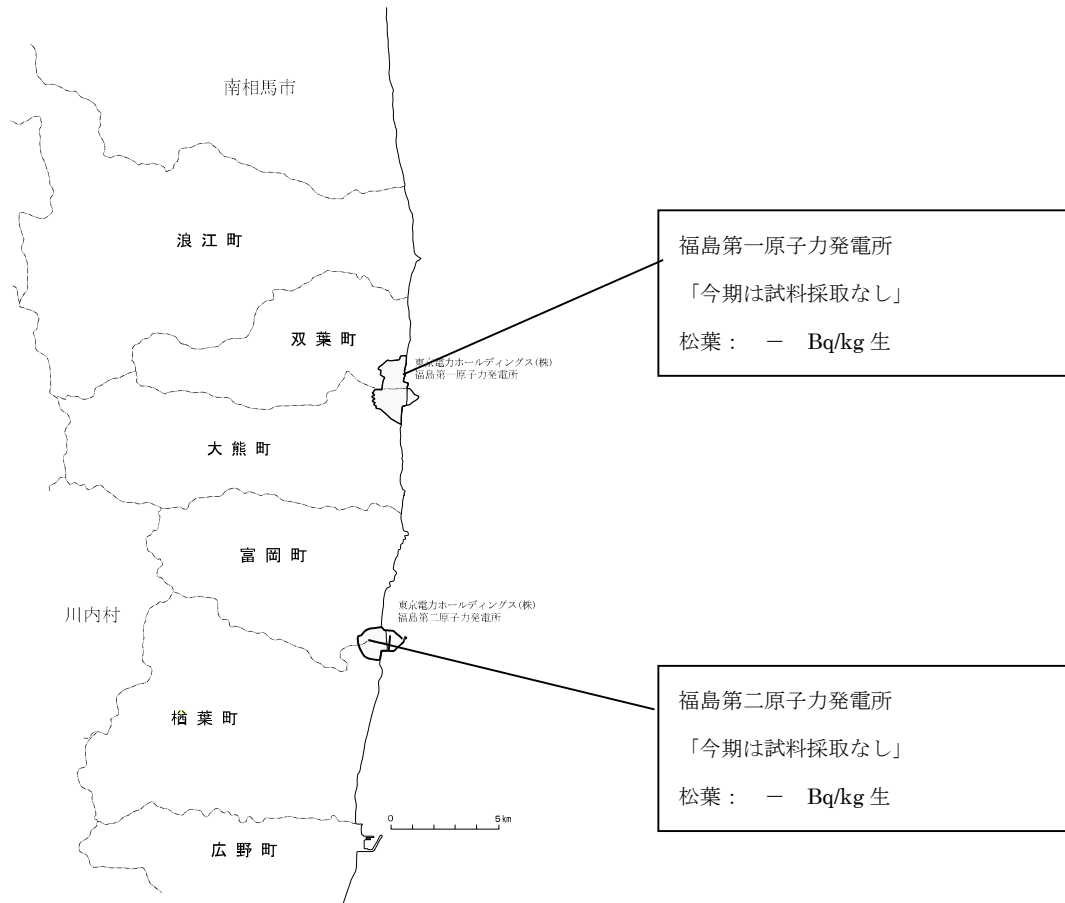 南相馬市
浪江町
福島第一原子力発電所
「今期は試料採取なし」
松葉： － Bq/kg 生
双葉町
東京電力ホールディングス(株)
福島第一原子力発電所
大熊町
富岡町
川内村
東京電力ホールディングス(株)
福島第二原子力発電所
福島第二原子力発電所
「今期は試料採取なし」
松葉： － Bq/kg 生
楢葉町
0 5km
広野町